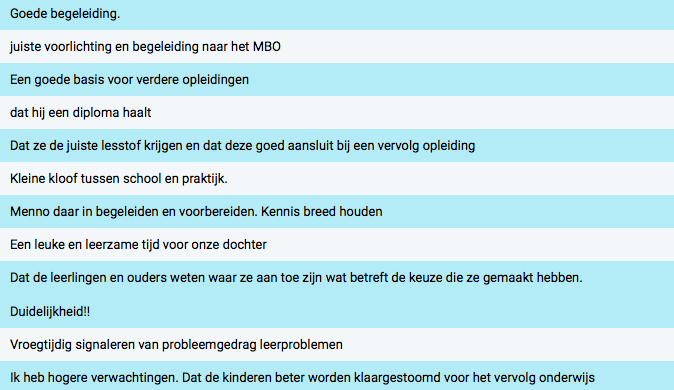 Goede begeleiding.
juiste voorlichting en begeleiding naar het MBO
Een goede basis voor verdere opleidingen
dat hij een diploma haalt
Dat ze de juiste lesstof krijgen en dat deze goed aansluit bij een vervolg opleiding
Kleine kloof tussen school en praktijk.
Menno daar in begeleiden en voorbereiden. Kennis breed houden
Een leuke en leerzame tijd voor onze dochter
Dat de leerlingen en ouders weten waar ze aan toe zijn wat betreft de keuze die ze gemaakt hebben.
Duidelijkheid!!
Vroegtijdig signaleren van probleemgedrag leerproblemen
Ik heb hogere verwachtingen. Dat de kinderen beter worden klaargestoomd voor het vervolg onderwijs